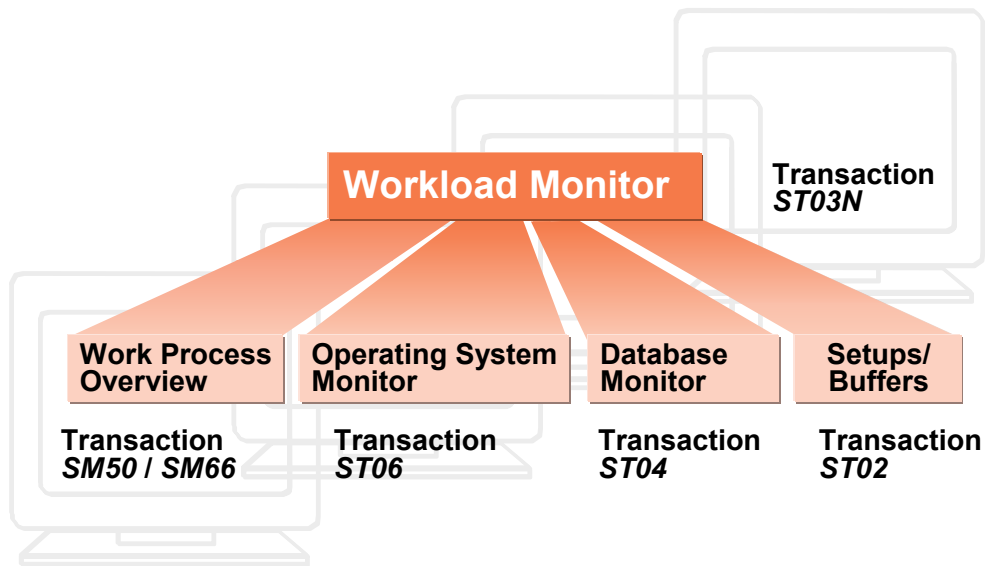 Workload Monitor
Transaction
ST03N
Work Process
Overview
Operating System
Monitor
Database
Monitor
Setups/
Buffers
Transaction
SM50 / SM66
Transaction
ST06
Transaction
ST04
Transaction
ST02